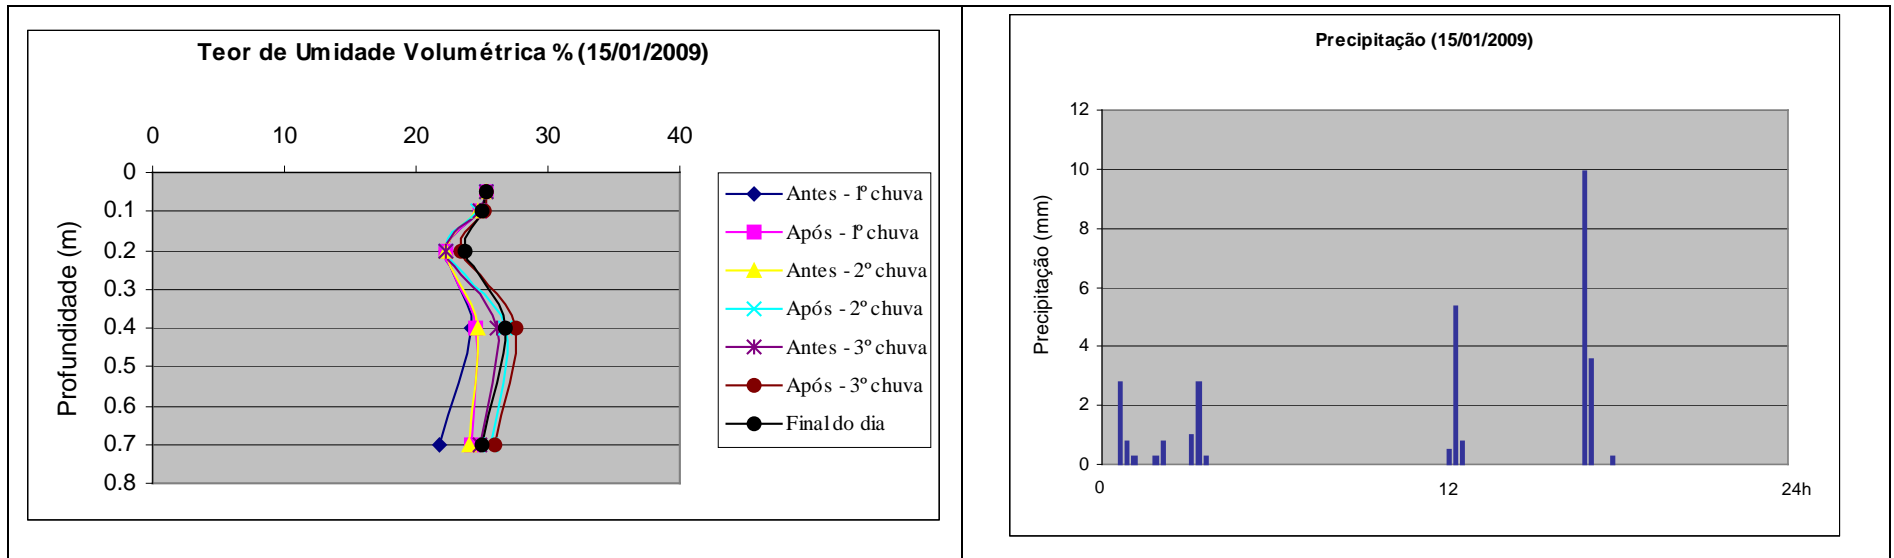 Teor de Umidade Volumétrica % (15/01/2009)
0 10 20 30 40
0
0.1
0.2
0.3
0.4
0.5
0.6
0.7
0.8
Profundidade (m)
Antes - 1º chuva
Após - 1º chuva
Antes - 2º chuva
Após - 2º chuva
Antes - 3º chuva
Após - 3º chuva
Final do dia
Precipitação (15/01/2009)
12
10
8
6
4
2
0
Precipitação (mm)
0 12 24h